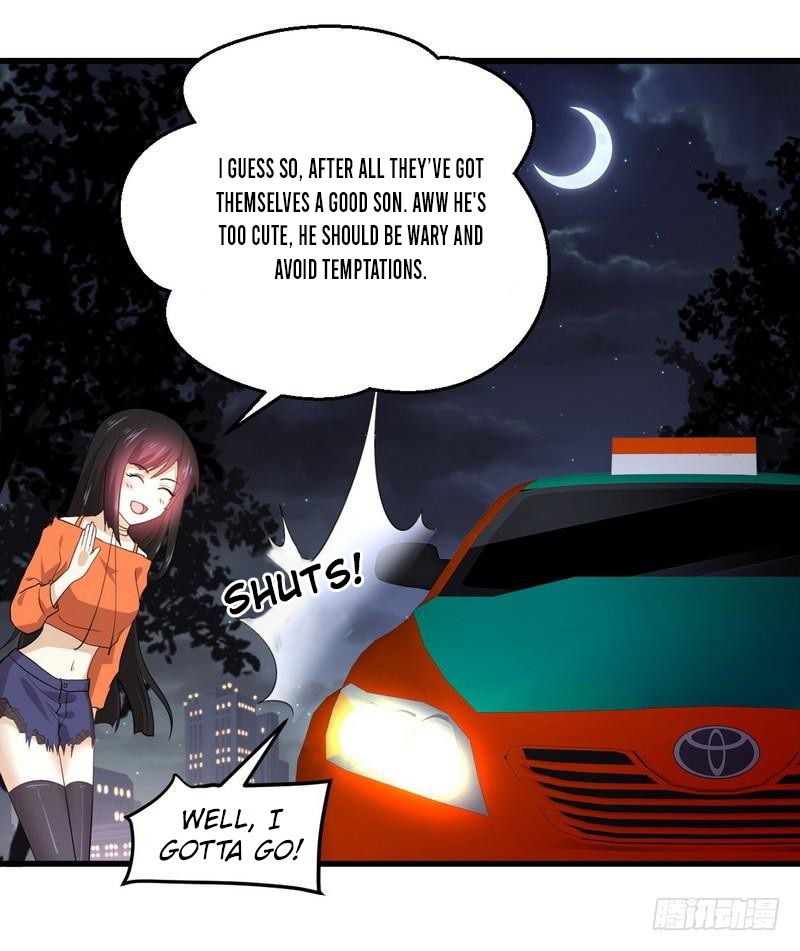 I GUESS SO, AFTER ALL THEY'VE GOT
THEMSELVES A GOOD SON. AWW HE'S
TOO CUTE, HE SHOULD BE WARY AND
AVOID TEMPTATIONS.
SHUTS!
WELL, I
GOTTA GO!
腾讯动漫